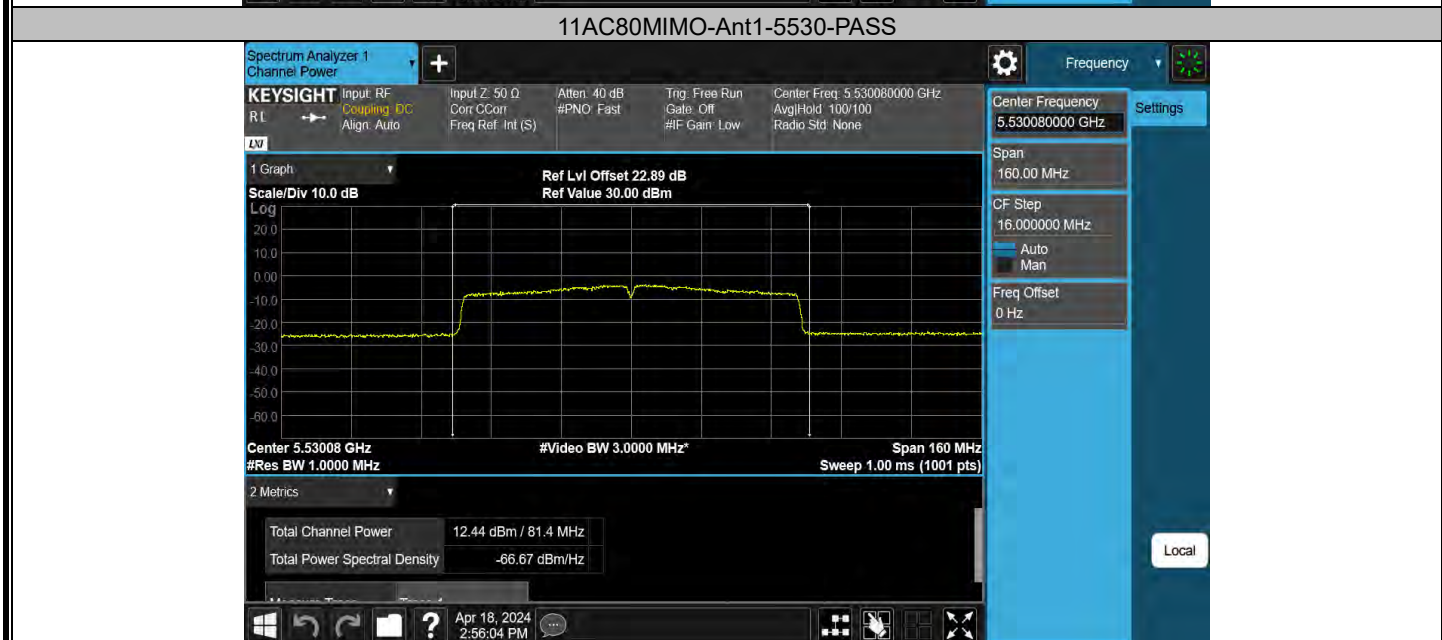 11AC80MIMO-Ant1-5530-PASS
Spectrum Analyzer 1
Channel Power
Frequency
KEYSIGHT
RL
LXI
Input: RF
Coupling: DC
Align: Auto
Input Z: 50 Ω
Corr CCorr
Freq Ref: Int (S)
Atten: 40 dB
#PNO: Fast
Trig: Free Run
Gate: Off
#IF Gain: Low
Center Freq: 5.530080000 GHz
Avg|Hold: 100/100
Radio Std: None
1 Graph
Scale/Div 10.0 dB
Ref Lvl Offset 22.89 dB
Ref Value 30.00 dBm
Log
20.0
10.0
0.00
-10.0
-20.0
-30.0
-40.0
-50.0
-60.0
Center 5.53008 GHz
#Res BW 1.0000 MHz
#Video BW 3.0000 MHz*
Span 160 MHz
Sweep 1.00 ms (1001 pts)
2 Metrics
Total Channel Power 12.44 dBm / 81.4 MHz
Total Power Spectral Density -66.67 dBm/Hz
Center Frequency
5.530080000 GHz
Settings
Span
160.00 MHz
CF Step
16.000000 MHz
Auto
Man
Freq Offset
0 Hz
Local
Apr 18, 2024
2:56:04 PM